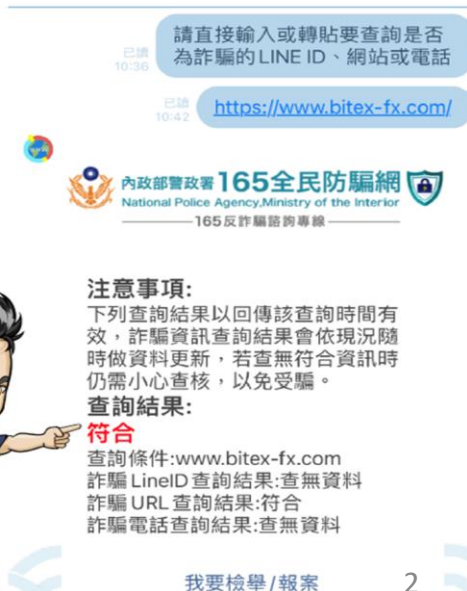 請直接輸入或轉貼要查詢是否
為詐騙的LINE ID、網站或電話
已讀
10:36
https://www.bitex-fx.com/
已讀
10:42
內政部警政署165全民防騙網
National Police Agency,Ministry of the Interior
165反詐騙諮詢專線
注意事項:
下列查詢結果以回傳該查詢時間有
效，詐騙資訊查詢結果會依現況隨
時做資料更新，若查無符合資訊時
仍需小心查核，以免受騙。
查詢結果:
符合
查詢條件:www.bitex-fx.com
詐騙LineID查詢結果:查無資料
詐騙URL查詢結果:符合
詐騙電話查詢結果:查無資料
我要檢舉/報案
2